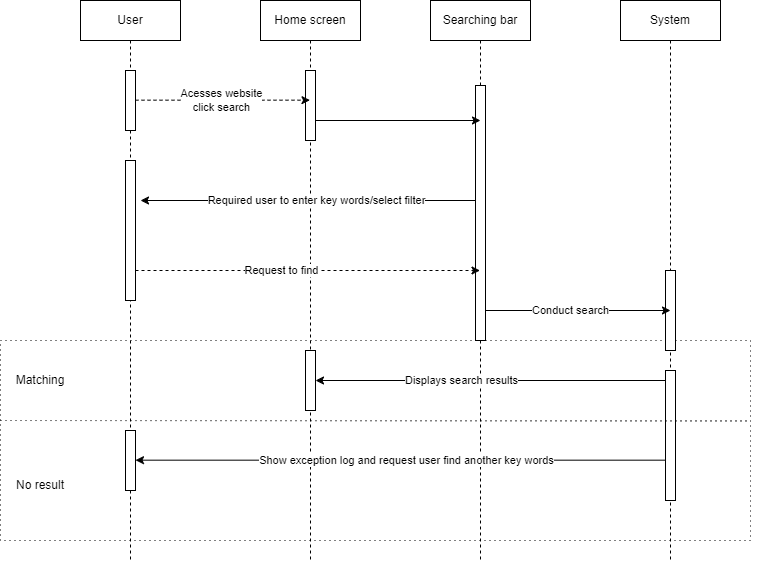 User
Home screen
Searching bar
System
Acesses website
click search
Required user to enter key words/select filter
Request to find
Conduct search
Matching
Displays search results
Show exception log and request user find another key words
No result